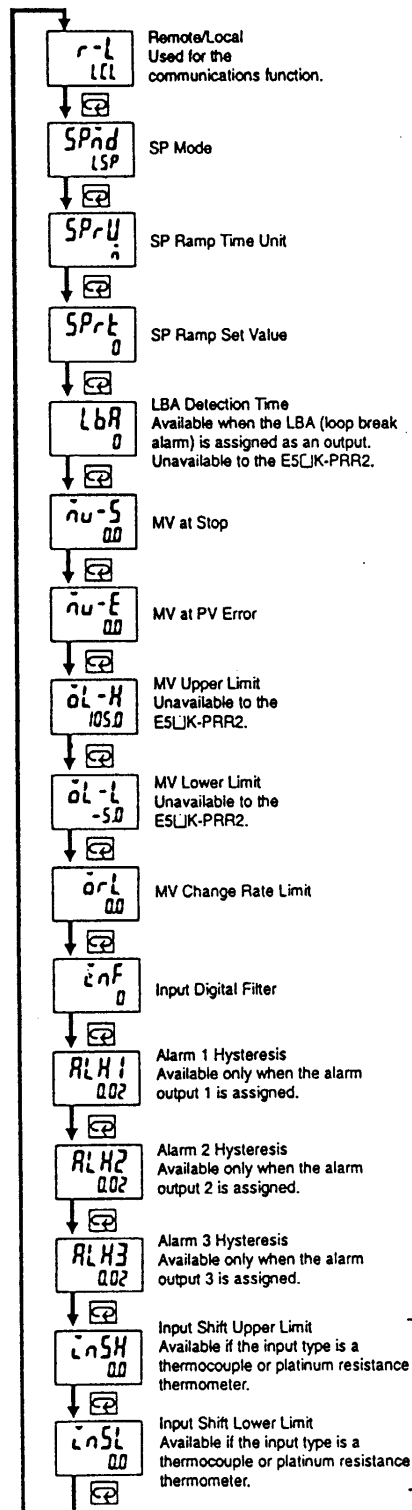 r-L
LCL
Remote/Local
Used for the
communications function.
SPmd
LSP
SP Mode
SPrU
m
SP Ramp Time Unit
SPrt
0
SP Ramp Set Value
LbA
0
LBA Detection Time
Available when the LBA (loop break
alarm) is assigned as an output.
Unavailable to the E5□K-PRR2.
mv-S
0.0
MV at Stop
mv-E
0.0
MV at PV Error
oL-H
105.0
MV Upper Limit
Unavailable to the
E5□K-PRR2.
oL-L
-5.0
MV Lower Limit
Unavailable to the
E5□K-PRR2.
orL
0.0
MV Change Rate Limit
inF
0
Input Digital Filter
ALH1
0.02
Alarm 1 Hysteresis
Available only when the alarm
output 1 is assigned.
ALH2
0.02
Alarm 2 Hysteresis
Available only when the alarm
output 2 is assigned.
ALH3
0.02
Alarm 3 Hysteresis
Available only when the alarm
output 3 is assigned.
inSH
0.0
Input Shift Upper Limit
Available if the input type is a
thermocouple or platinum resistance
thermometer.
inSL
0.0
Input Shift Lower Limit
Available if the input type is a
thermocouple or platinum resistance
thermometer.